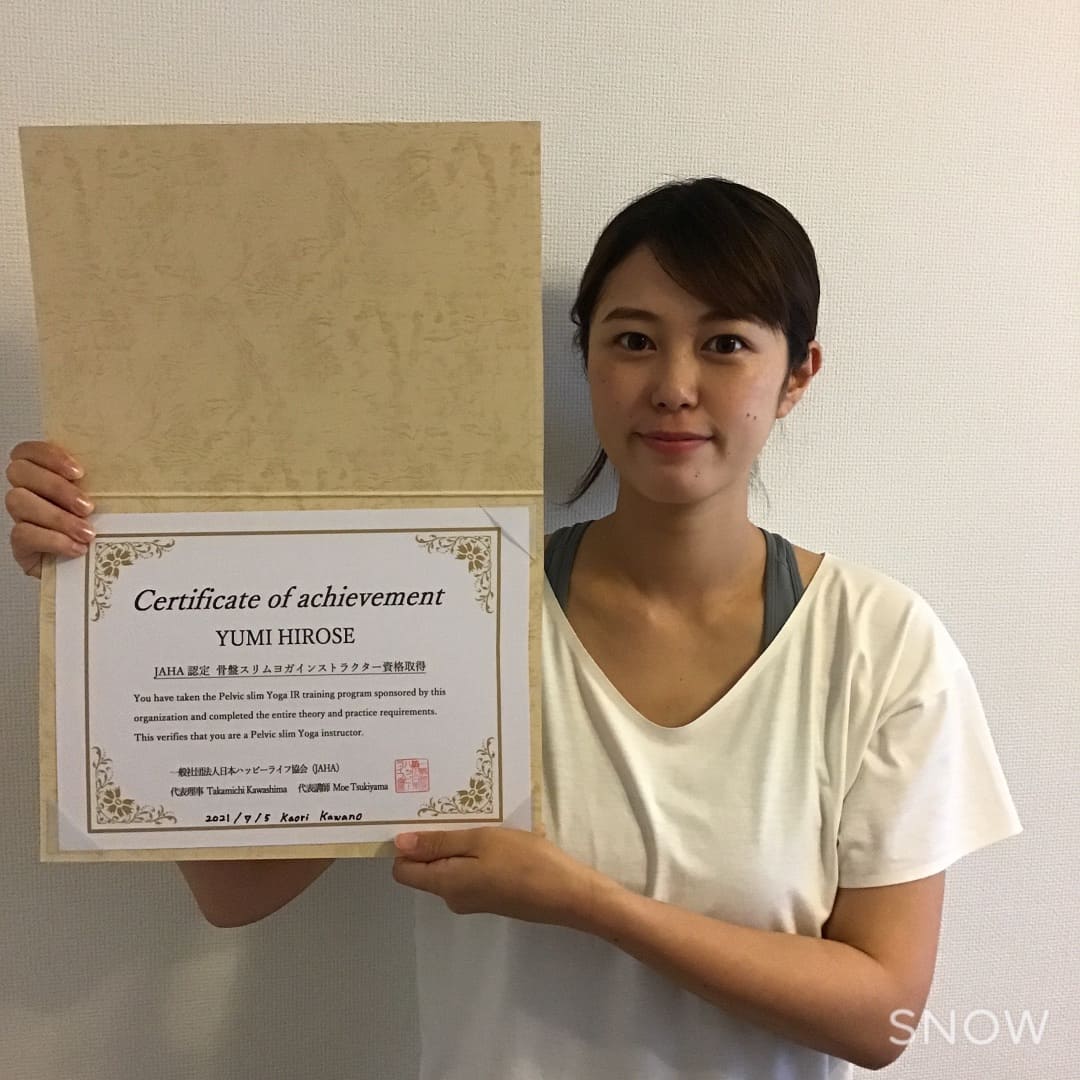 Certificate of achievement
YUMI HIROSE
JAHA 認定 骨盤スリムヨガインストラクター資格取得
You have taken the Pelvic slim Yoga IR training program sponsored by this
organization and completed the entire theory and practice requirements.
This verifies that you are a Pelvic slim Yoga instructor.
一般社団法人日本ハッピーライフ協会（JAHA）
代表理事 Takamichi Kawashima 代表講師 Moe Tsukiyama
2021/7/5 Kaori Kawano
SNOW